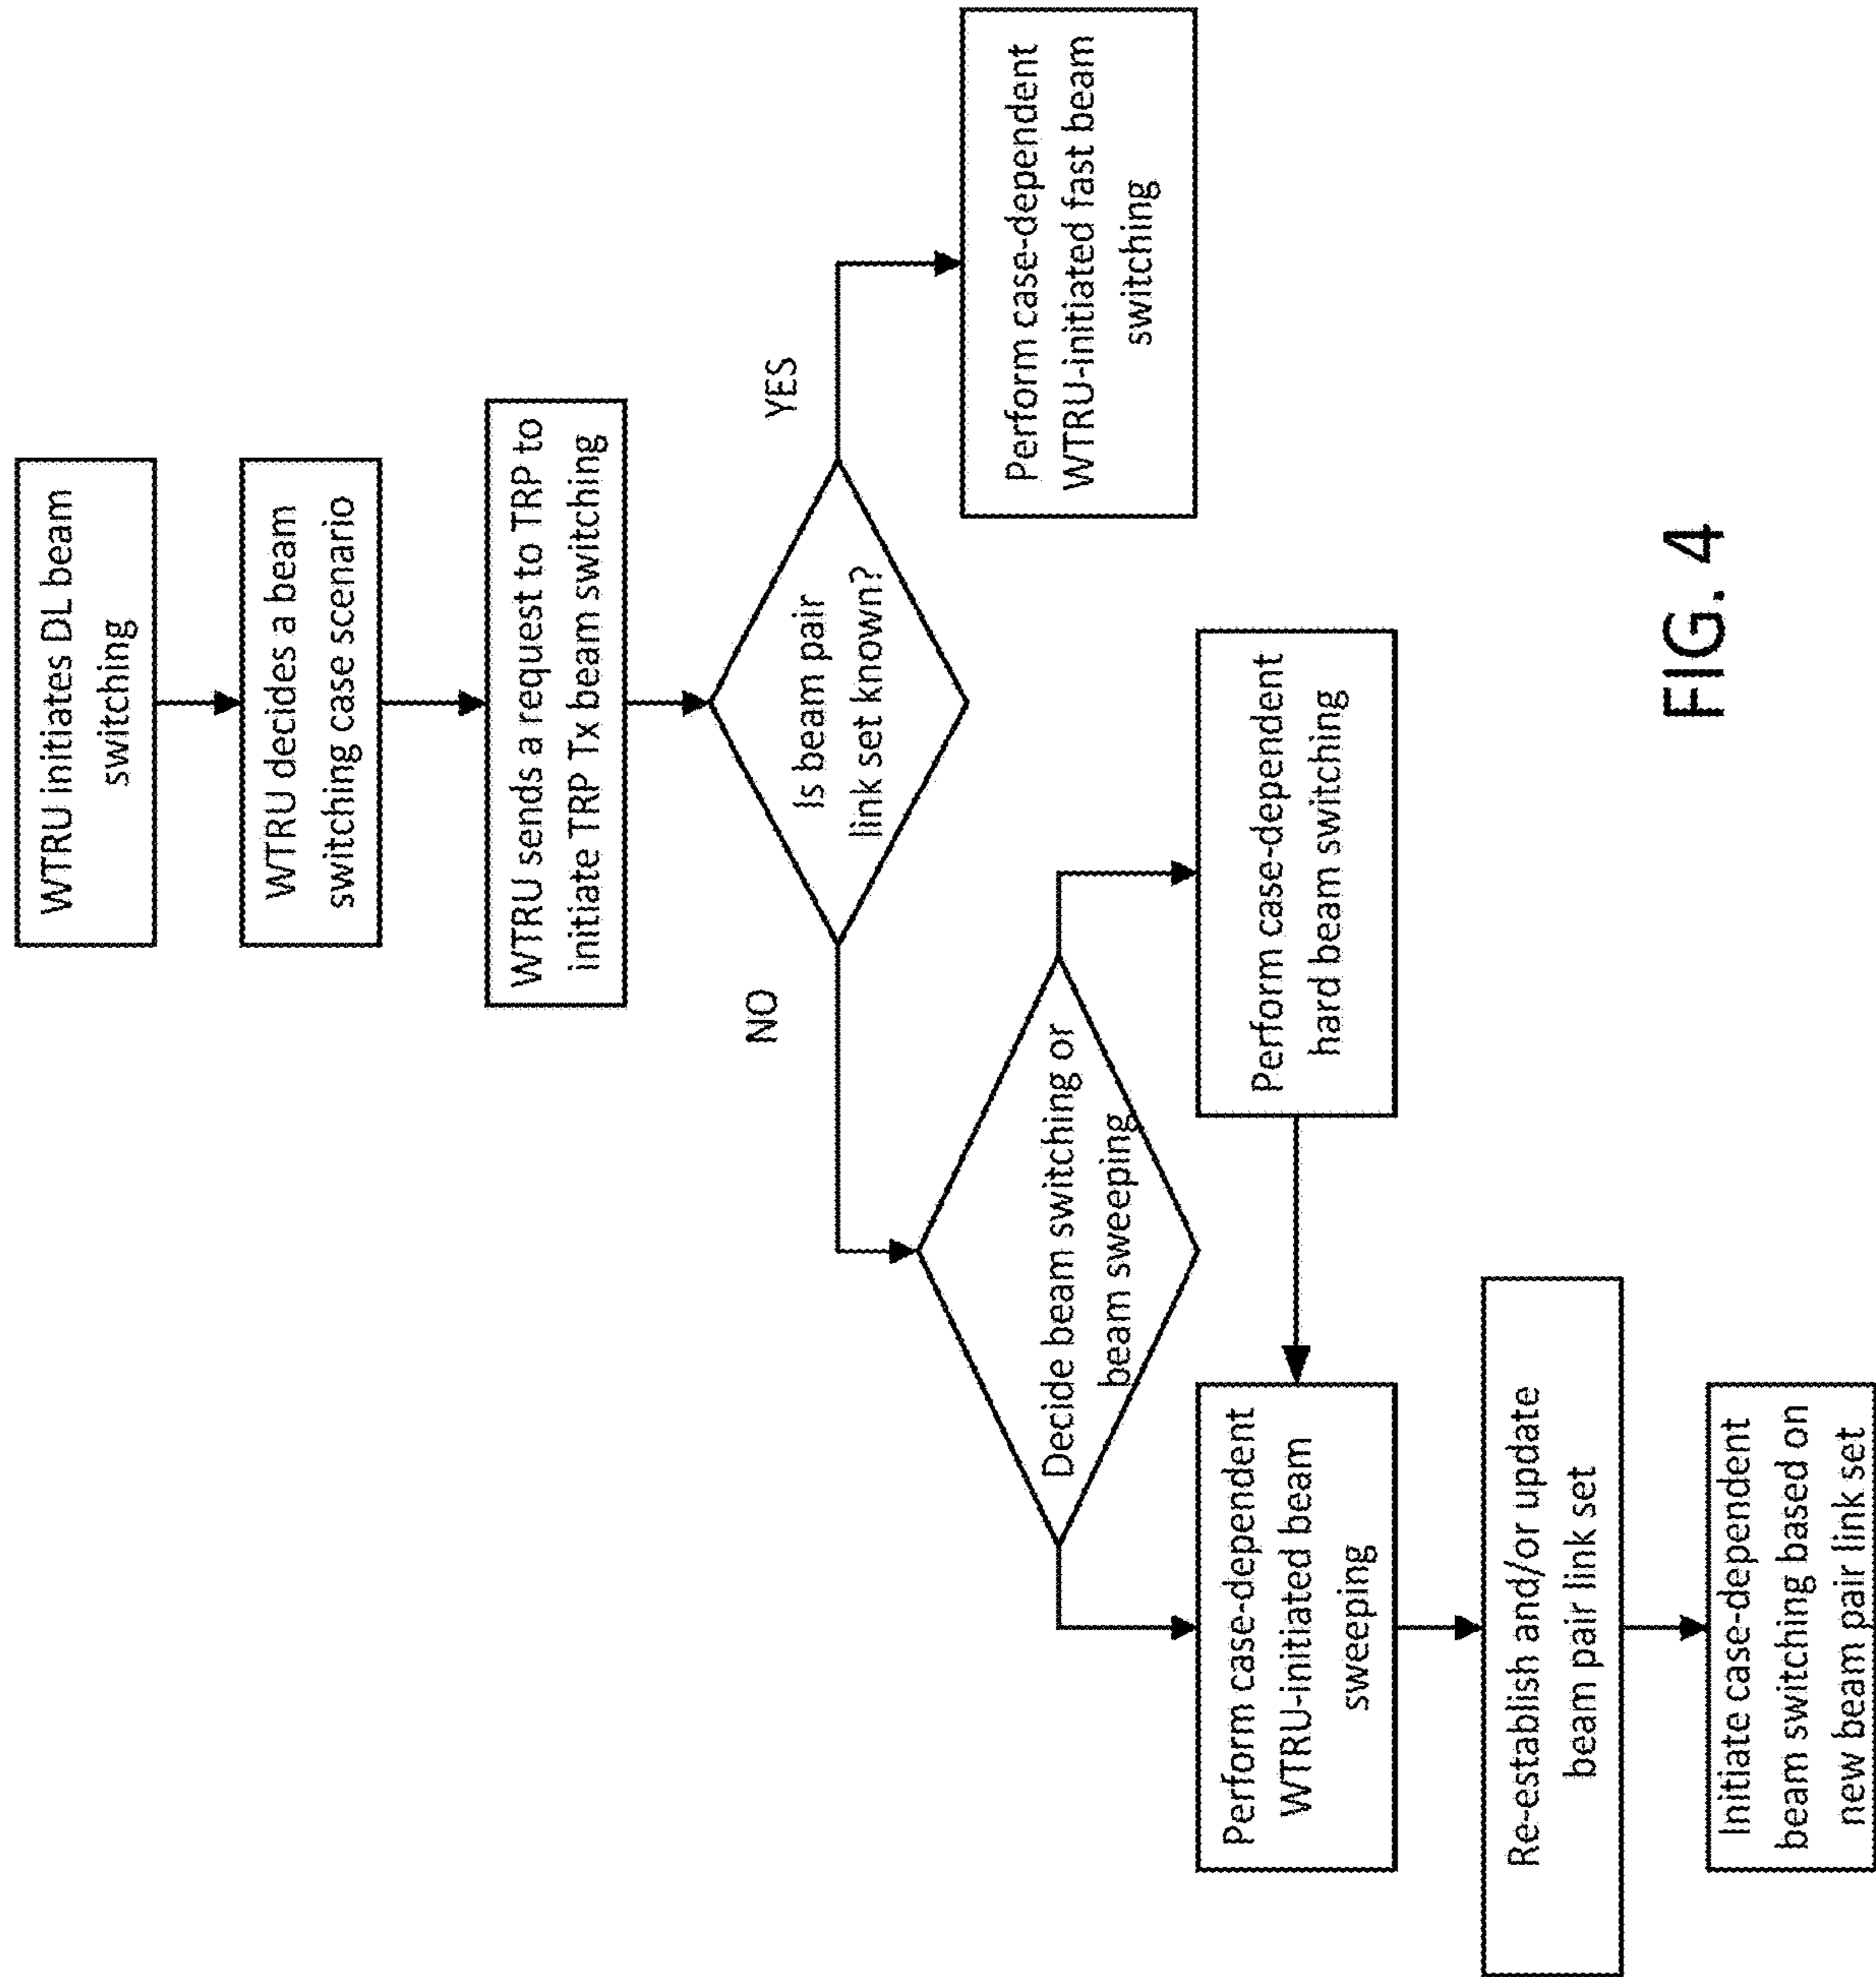 WTRU initiates DL beam
switching
WTRU decides a beam
switching case scenario
WTRU sends a request to TRP to
initiate TRP Tx beam switching
Is beam pair
link set known?
YES
NO
Perform case-dependent
WTRU-initiated fast beam
switching
Decide beam switching or
beam sweeping
Perform case-dependent
hard beam switching
Perform case-dependent
WTRU-initiated beam
sweeping
Re-establish and/or update
beam pair link set
Initiate case-dependent
beam switching based on
new beam pair link set
FIG. 4